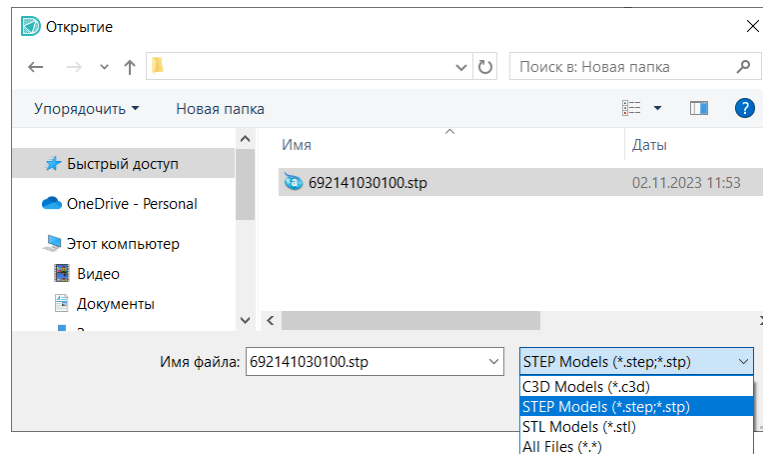 Открытие
Поиск в: Новая папка
Упорядочить
Новая папка
Имя
Даты
Быстрый доступ
692141030100.stp
02.11.2023 11:53
OneDrive - Personal
Этот компьютер
Видео
Документы
Имя файла:
692141030100.stp
STEP Models (*.step;*.stp)
C3D Models (*.c3d)
STEP Models (*.step;*.stp)
STL Models (*.stl)
All Files (*.*)